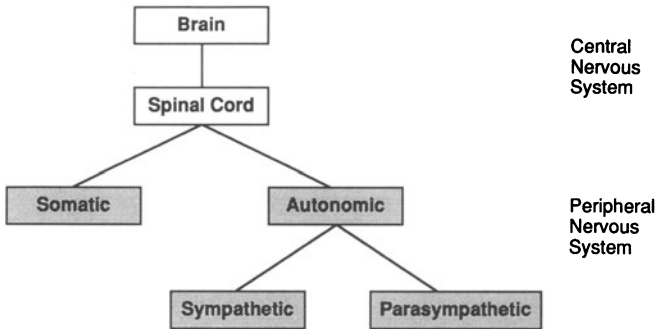 Brain
Central
Nervous
System
Spinal Cord
Somatic
Autonomic
Peripheral
Nervous
System
Sympathetic
Parasympathetic